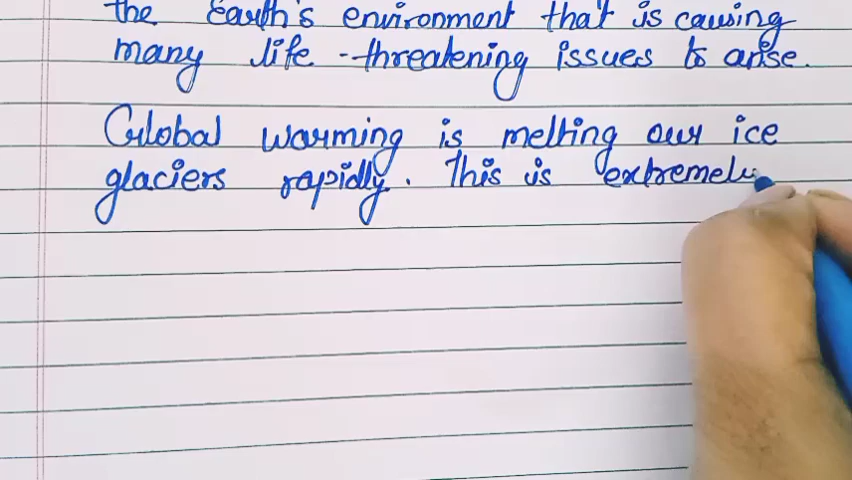 the Earth's environment that is causing
many life-threatening issues to arise.
Global warming is melting our ice
glaciers rapidly. This is extremely